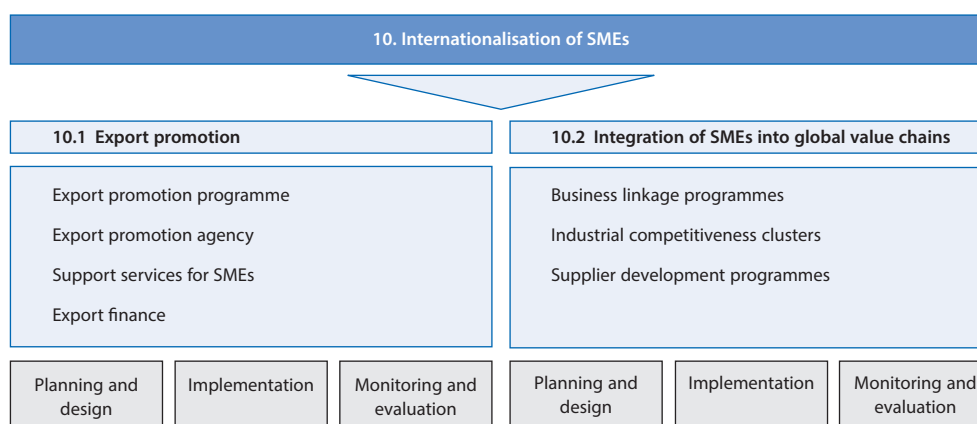 10. Internationalisation of SMEs
10.1 Export promotion
Export promotion programme
Export promotion agency
Support services for SMEs
Export finance
Planning and
design
Implementation
Monitoring and
evaluation
10.2 Integration of SMEs into global value chains
Business linkage programmes
Industrial competitiveness clusters
Supplier development programmes
Planning and
design
Implementation
Monitoring and
evaluation